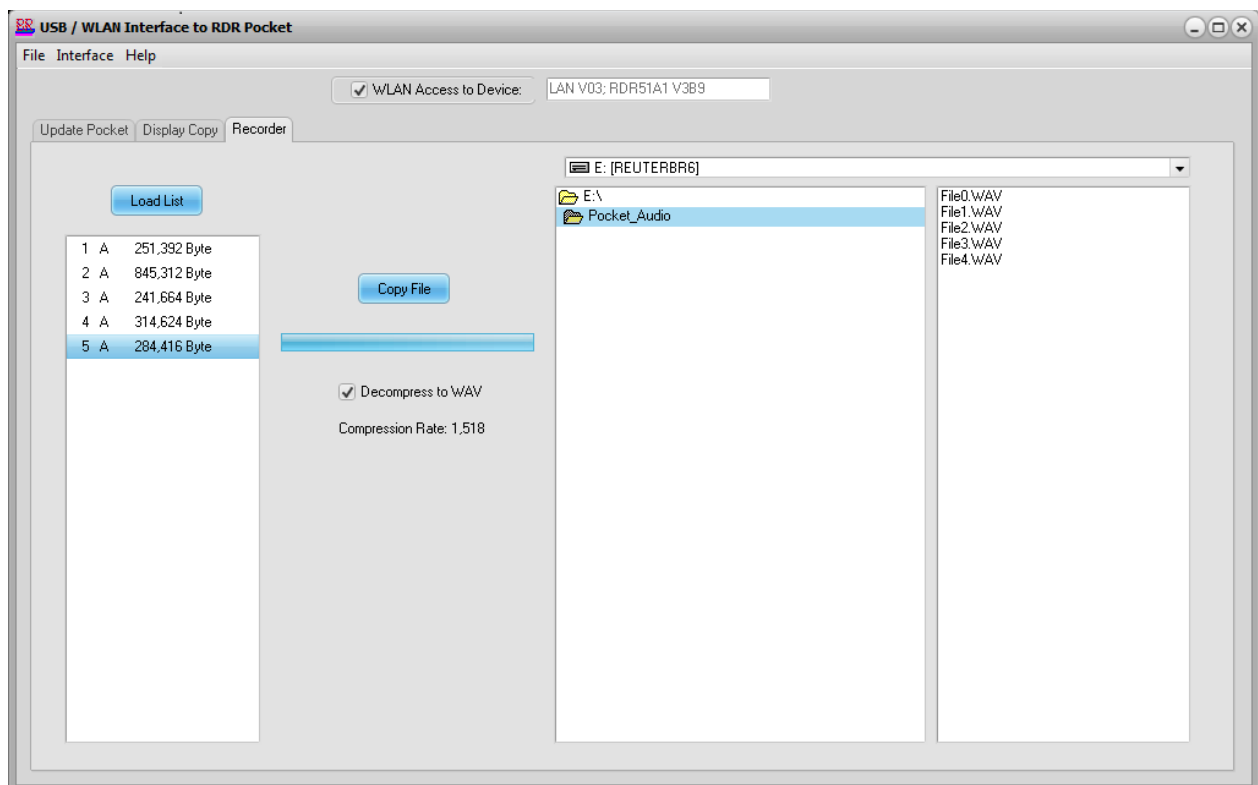 USB / WLAN Interface to RDR Pocket
File Interface Help
WLAN Access to Device: LAN V03; RDR51A1 V3B9
Update Pocket Display Copy Recorder
E: [REUTERBR6]
Load List
E:\
Pocket_Audio
File0.WAV
File1.WAV
File2.WAV
File3.WAV
File4.WAV
1 A 251,392 Byte
2 A 845,312 Byte
3 A 241,664 Byte
4 A 314,624 Byte
5 A 284,416 Byte
Copy File
Decompress to WAV
Compression Rate: 1,518